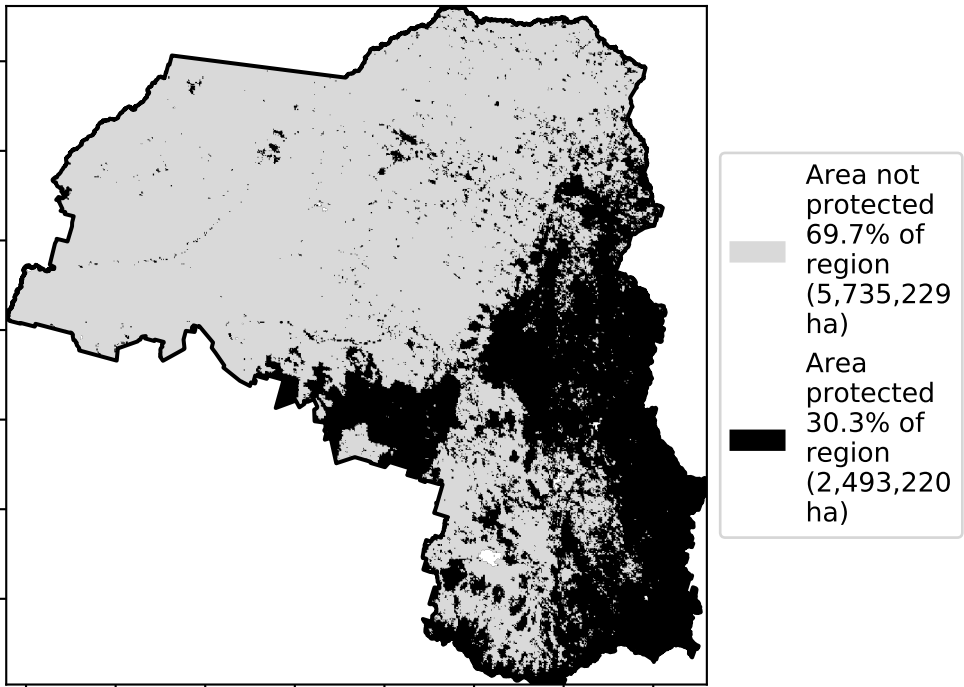 Area not
protected
69.7% of
region
(5,735,229
ha)
Area
protected
30.3% of
region
(2,493,220
ha)